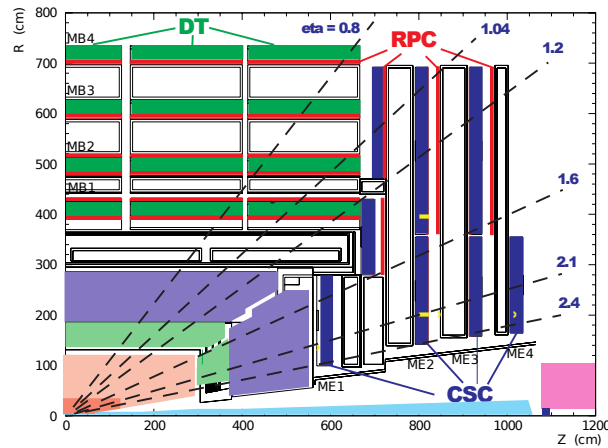 R (cm)
800
700
600
500
400
300
200
100
0
MB4
MB3
MB2
MB1
DT
eta = 0.8
1.04
RPC
1.2
1.6
2.1
2.4
ME1
ME2
ME3
ME4
CSC
0
200
400
600
800
1000
1200
Z (cm)